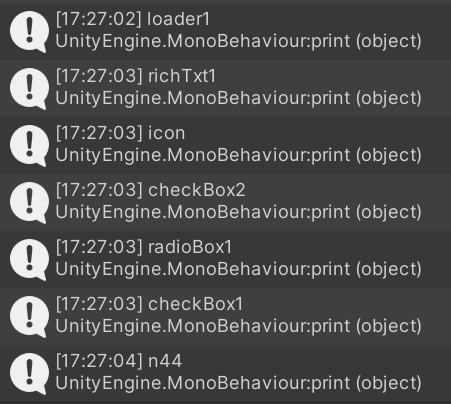 [17:27:02] loader1
UnityEngine.MonoBehaviour:print (object)
[17:27:03] richTxt1
UnityEngine.MonoBehaviour:print (object)
[17:27:03] icon
UnityEngine.MonoBehaviour:print (object)
[17:27:03] checkBox2
UnityEngine.MonoBehaviour:print (object)
[17:27:03] radioBox1
UnityEngine.MonoBehaviour:print (object)
[17:27:03] checkBox1
UnityEngine.MonoBehaviour:print (object)
[17:27:04] n44
UnityEngine.MonoBehaviour:print (object)